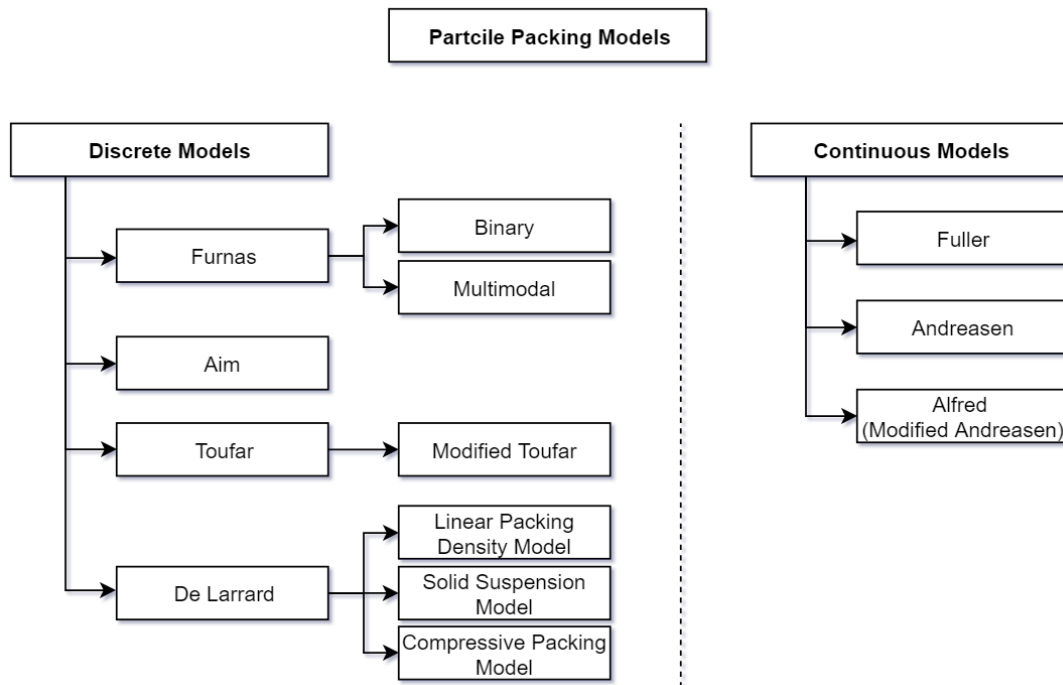 Partcile Packing Models
Discrete Models
Furnas
Binary
Multimodal
Aim
Toufar
Modified Toufar
De Larrard
Linear Packing
Density Model
Solid Suspension
Model
Compressive Packing
Model
Continuous Models
Fuller
Andreasen
Alfred
(Modified Andreasen)